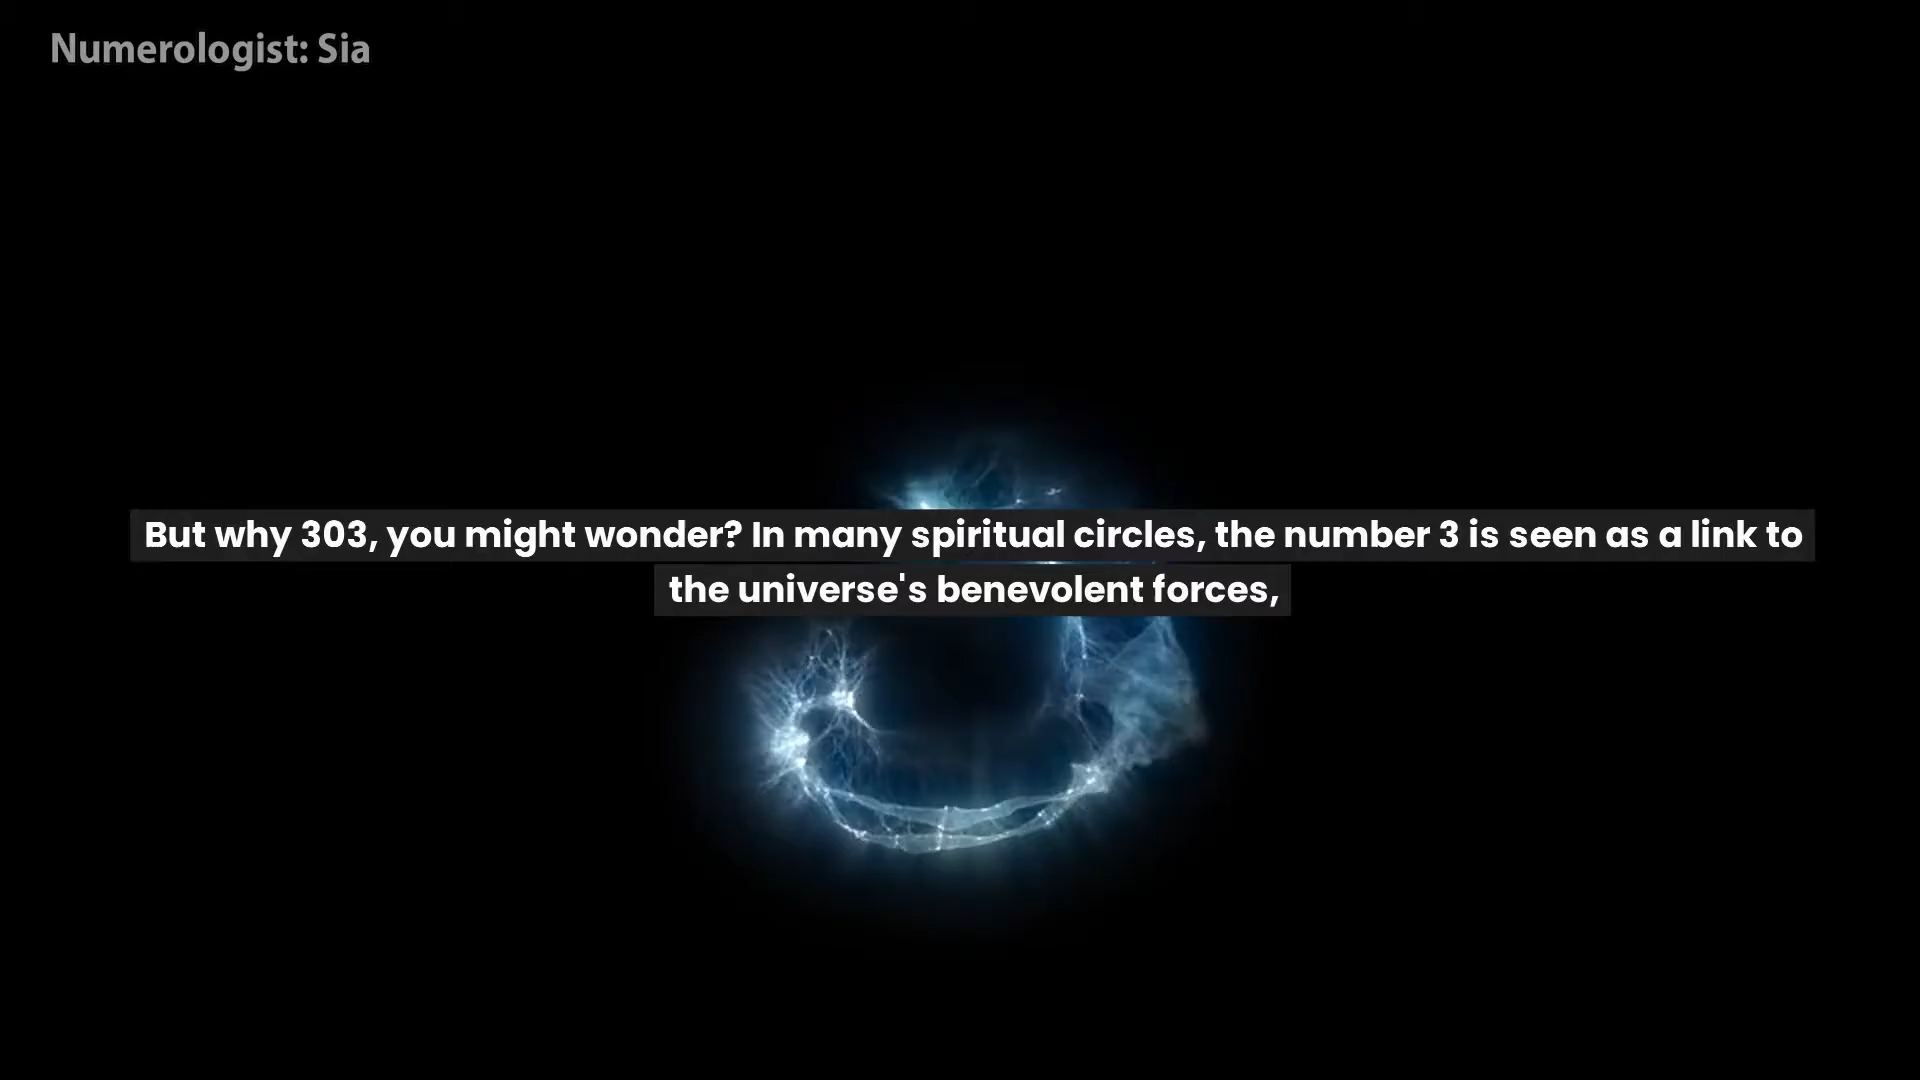 Numerologist: Sia
But why 303, you might wonder? In many spiritual circles, the number 3 is seen as a link to
the universe's benevolent forces,